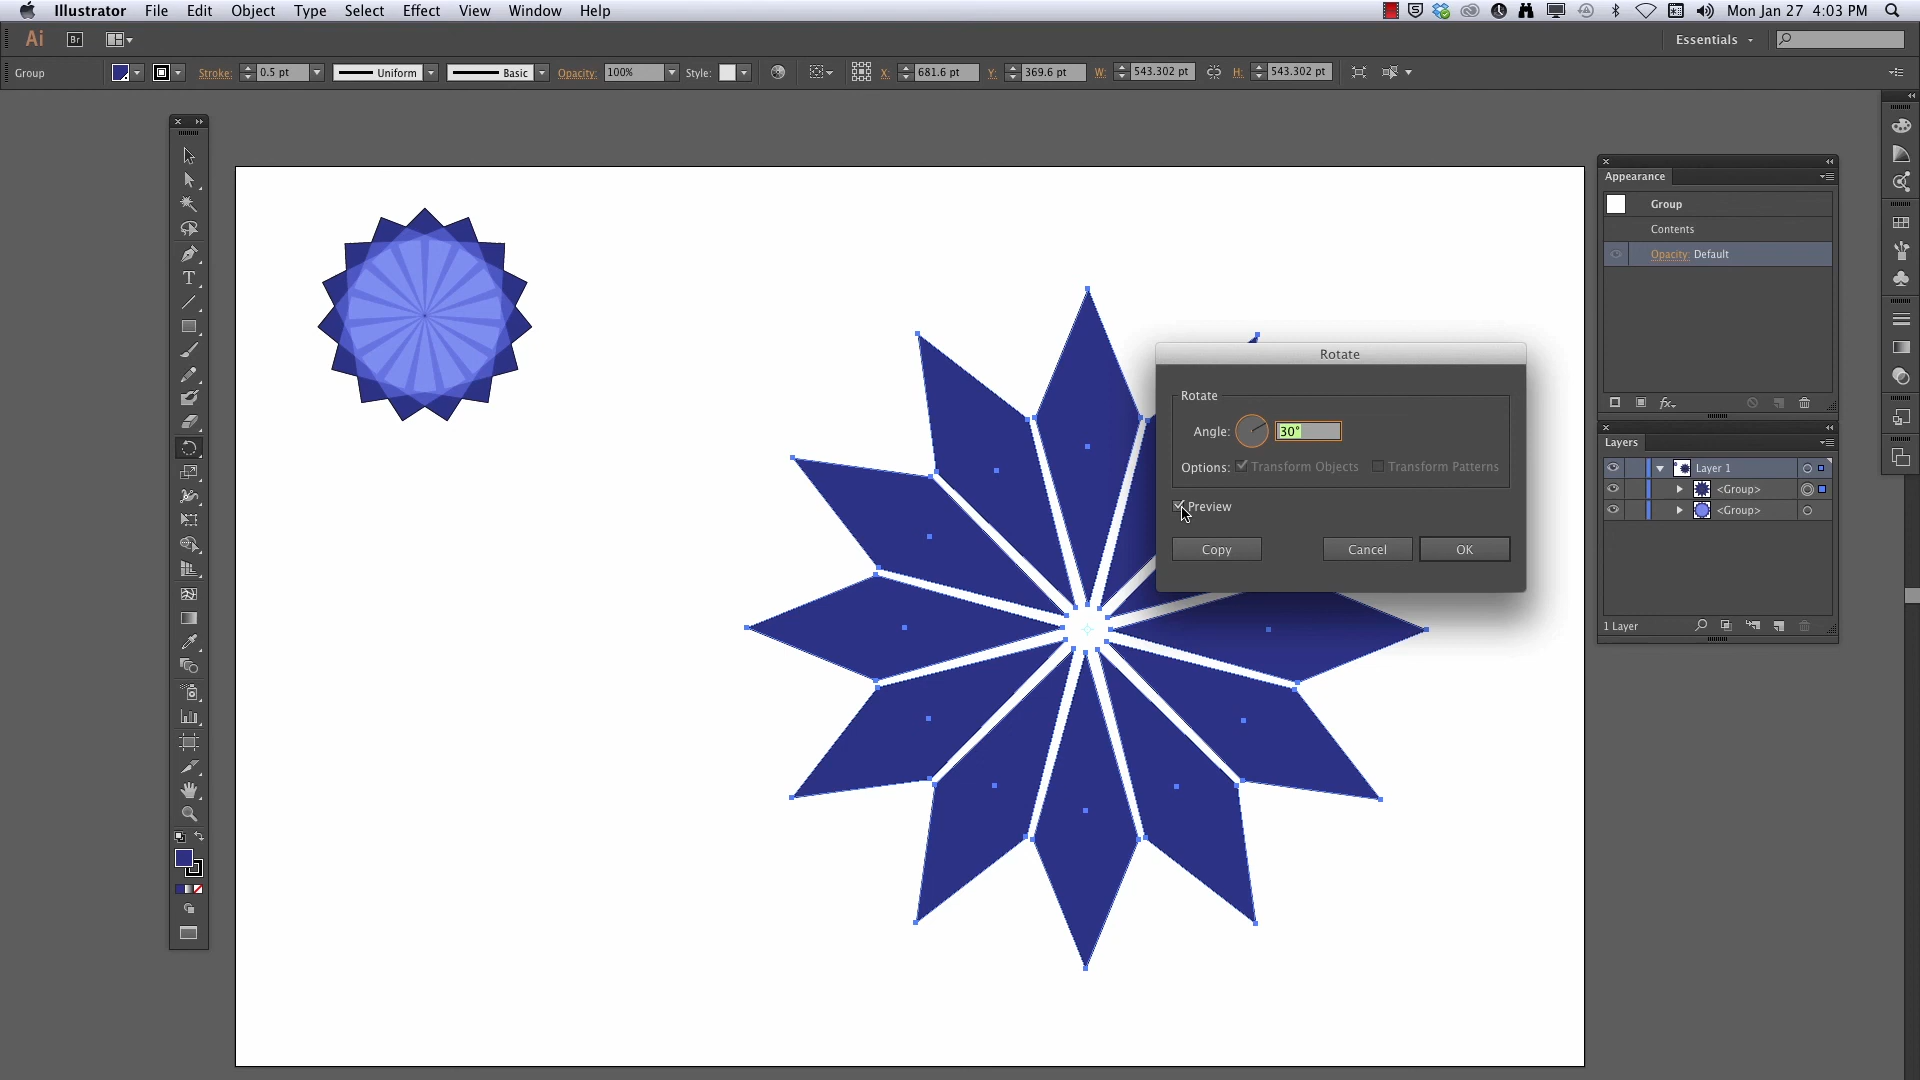 Illustrator File Edit Object Type Select Effect View Window Help Mon Jan 27 4:03 PM
Ai Br Essentials
Group Stroke: 0.5 pt Uniform Basic Opacity: 100% Style: X: 681.6 pt Y: 369.6 pt W: 543.302 pt H: 543.302 pt
Appearance
Group
Contents
Opacity: Default
fx
Rotate
Rotate
Angle: 30°
Options: Transform Objects Transform Patterns
Preview
Copy Cancel OK
Layers
Layer 1
<Group>
<Group>
1 Layer